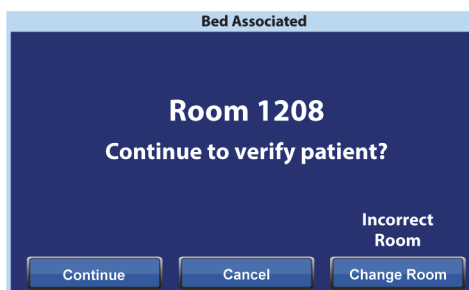 Bed Associated
Room 1208
Continue to verify patient?
Incorrect
Room
Continue
Cancel
Change Room